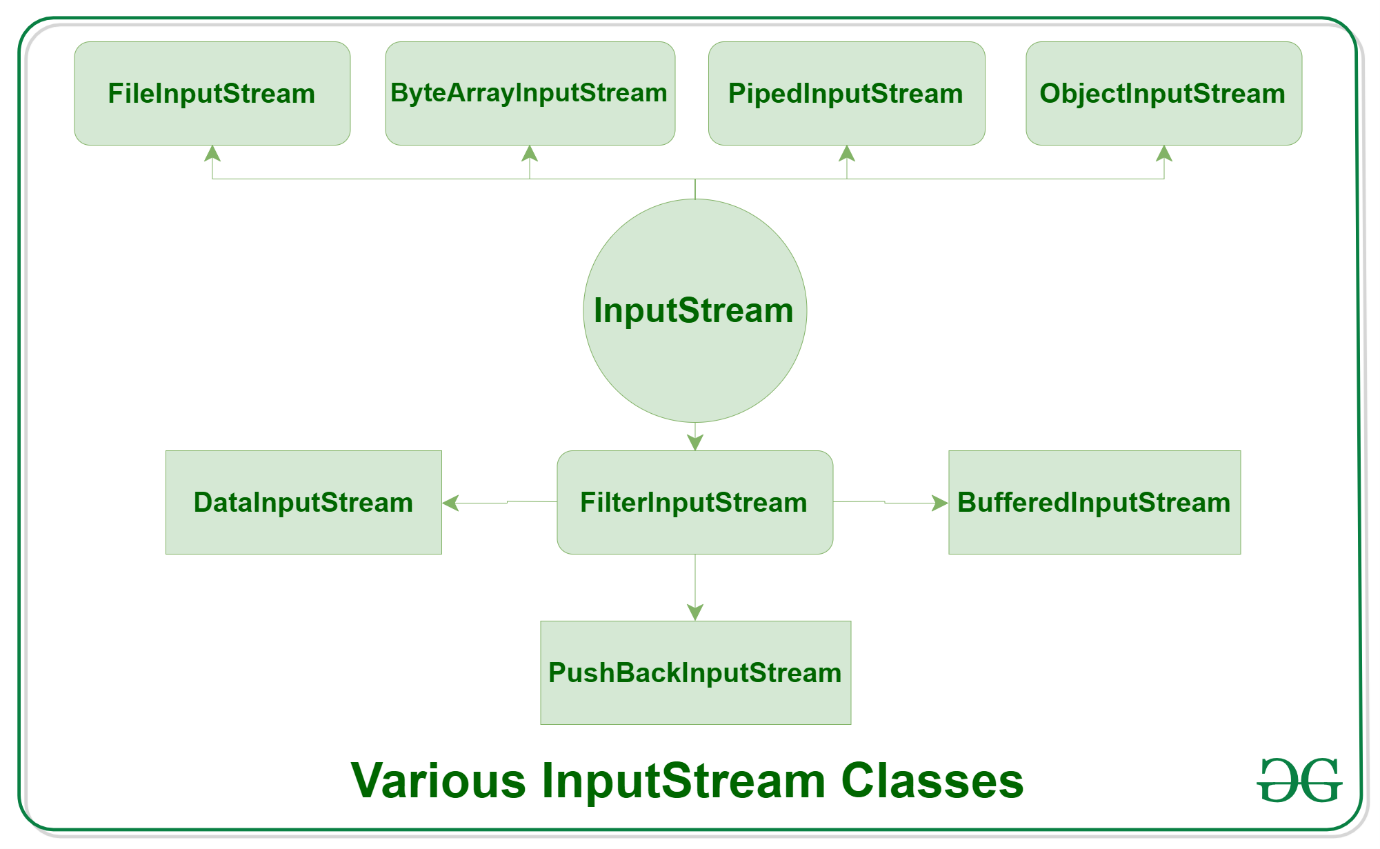 FileInputStream
ByteArrayInputStream
PipedInputStream
ObjectInputStream
InputStream
DataInputStream
FilterInputStream
BufferedInputStream
PushBackInputStream
Various InputStream Classes